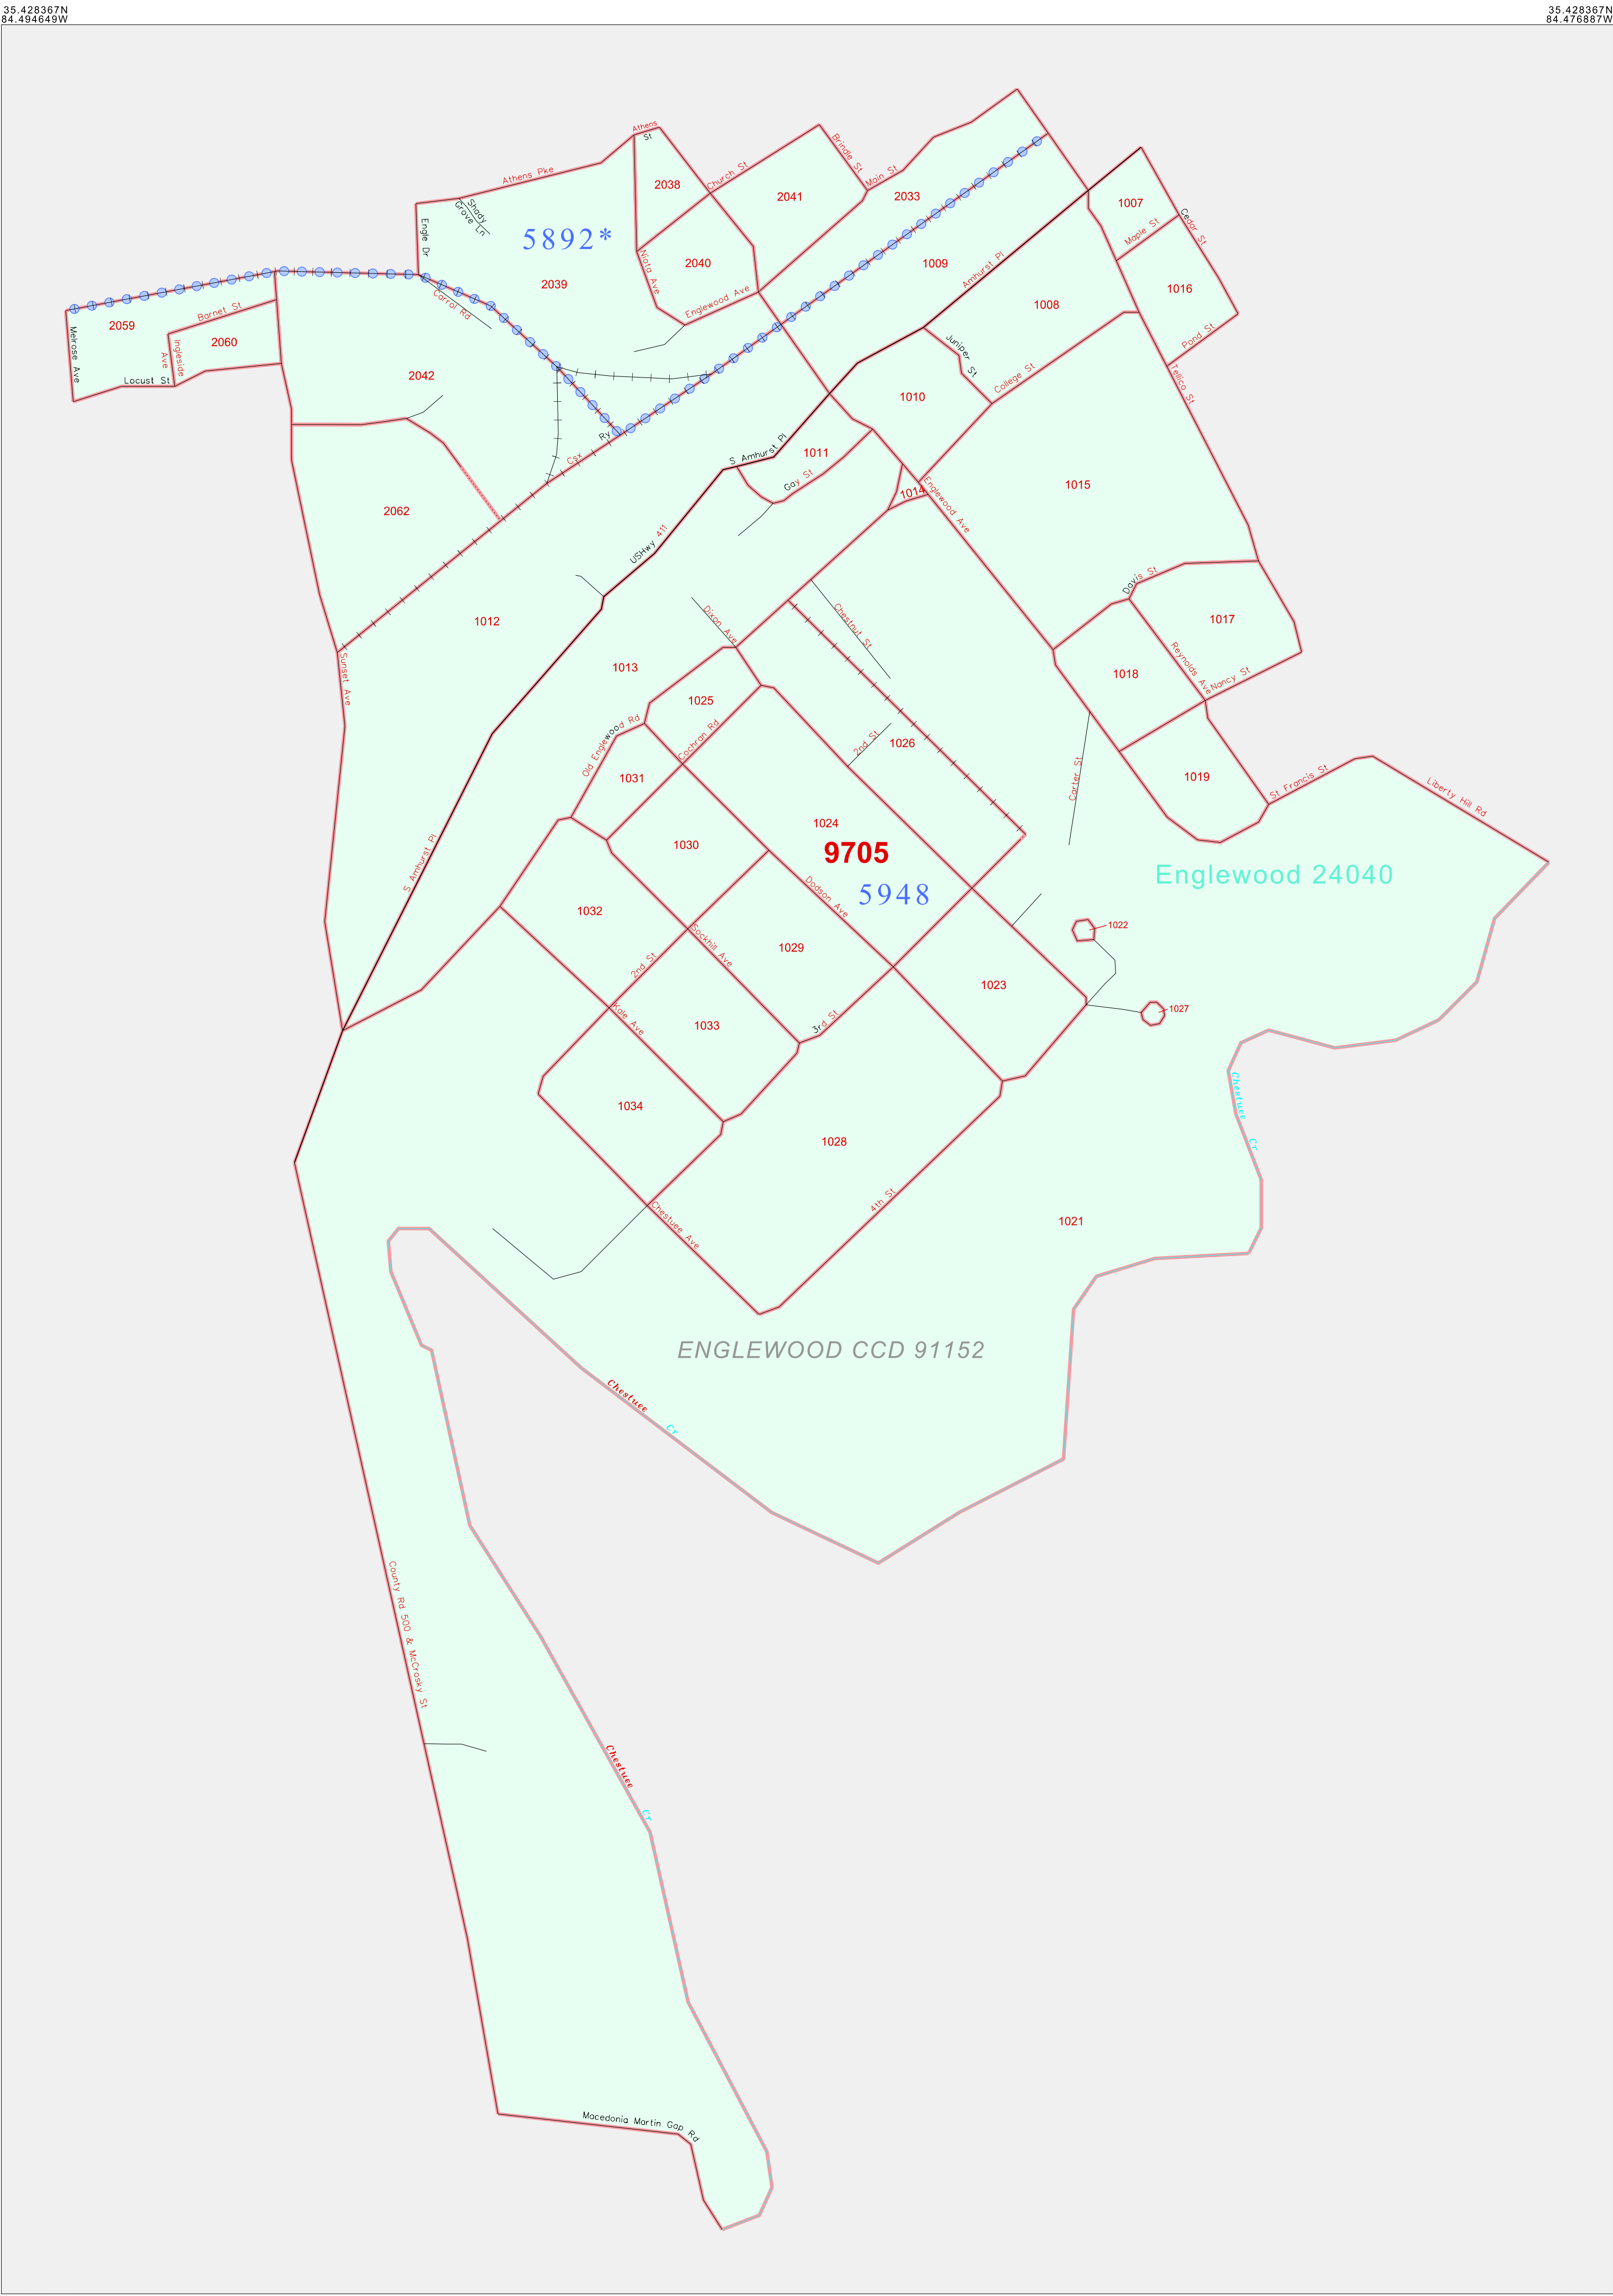 35.428367N
84.494649W
35.428367N
84.476887W
Athens
St
Athens Pke
Shady
Grove Ln
Engle Dr
5892*
2039
2038
Church St
2041
Brindle St
Main St
2033
Niota Ave
2040
Englewood Ave
1009
Amhurst Pl
1007
Maple St
Cedar St
1016
1008
Pond St
Tellico St
Melrose Ave
2059
Barnet St
2060
Ingleside
Ave
Locust St
Carrol Rd
2042
Csx
Ry
2062
Juniper St
College St
1010
S Amhurst Pl
1011
Gay St
1014
Englewood Ave
1015
USHwy 411
1012
Sunset Ave
1013
Dixon Ave
Chestnut St
Davis St
1017
1018
Reynolds Ave
Nancy St
1019
St Francis St
Liberty Hill Rd
Carter St
1025
Cochran Rd
Old Englewood Rd
1031
2nd St
1026
1024
9705
5948
Englewood 24040
1030
Dodson Ave
S Amhurst Pl
1032
Sockhill Ave
1029
2nd St
1022
1023
1027
Kale Ave
1033
3rd St
1034
1028
Chestuee Cr
4th St
Chestuee Ave
1021
ENGLEWOOD CCD 91152
Chestuee Cr
County Rd 500 & McCrosky St
Chestuee Cr
Macedonia Martin Gap Rd